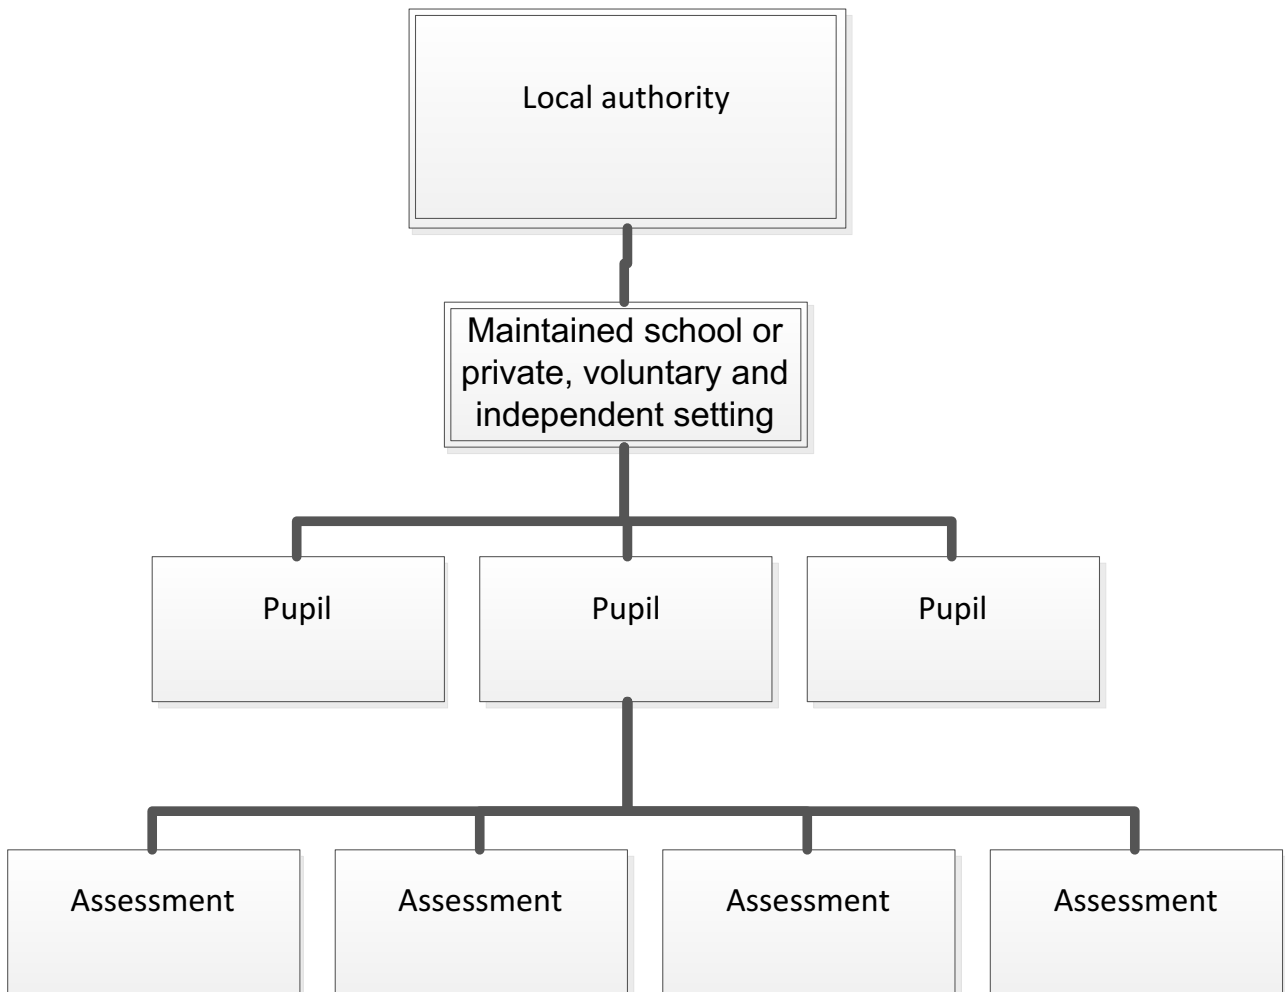 Local authority
Maintained school or
private, voluntary and
independent setting
Pupil
Pupil
Pupil
Assessment
Assessment
Assessment
Assessment